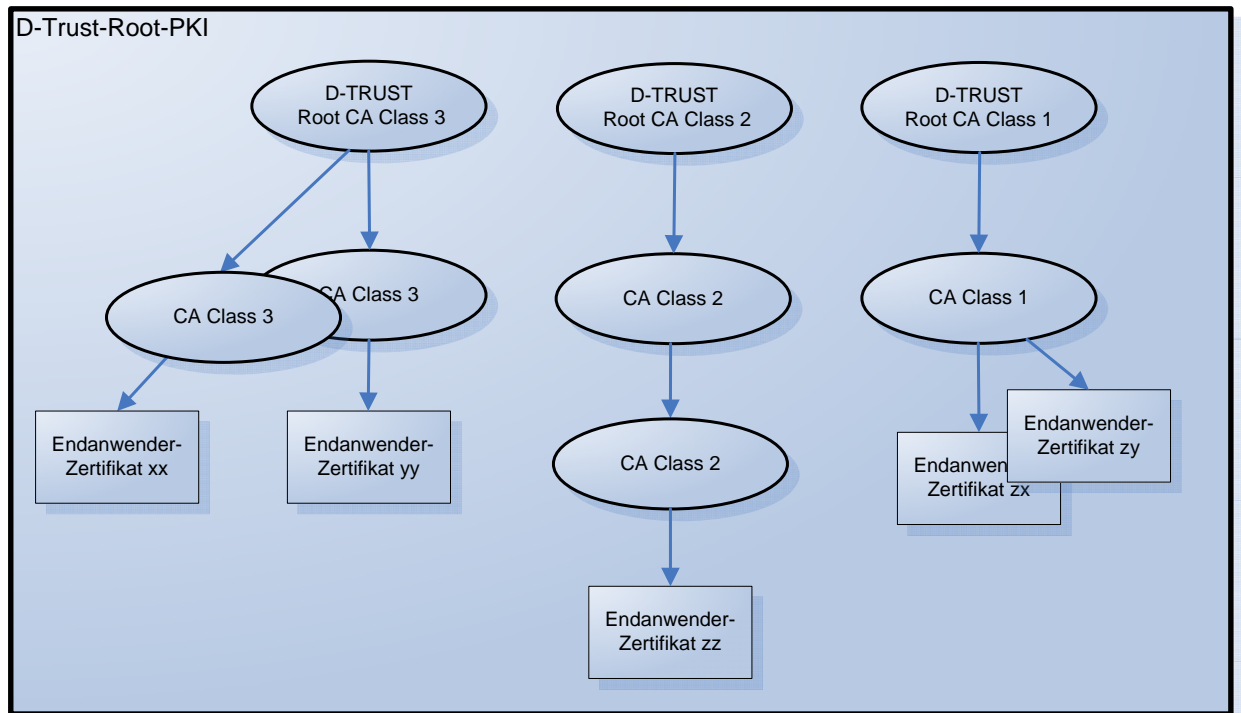 D-Trust-Root-PKI
D-TRUST
Root CA Class 3
D-TRUST
Root CA Class 2
D-TRUST
Root CA Class 1
CA Class 3
CA Class 3
CA Class 2
CA Class 1
Endanwender-
Zertifikat xx
Endanwender-
Zertifikat yy
CA Class 2
Endanwender-
Zertifikat zy
Endanwen
Zertifikat zx
Endanwender-
Zertifikat zz